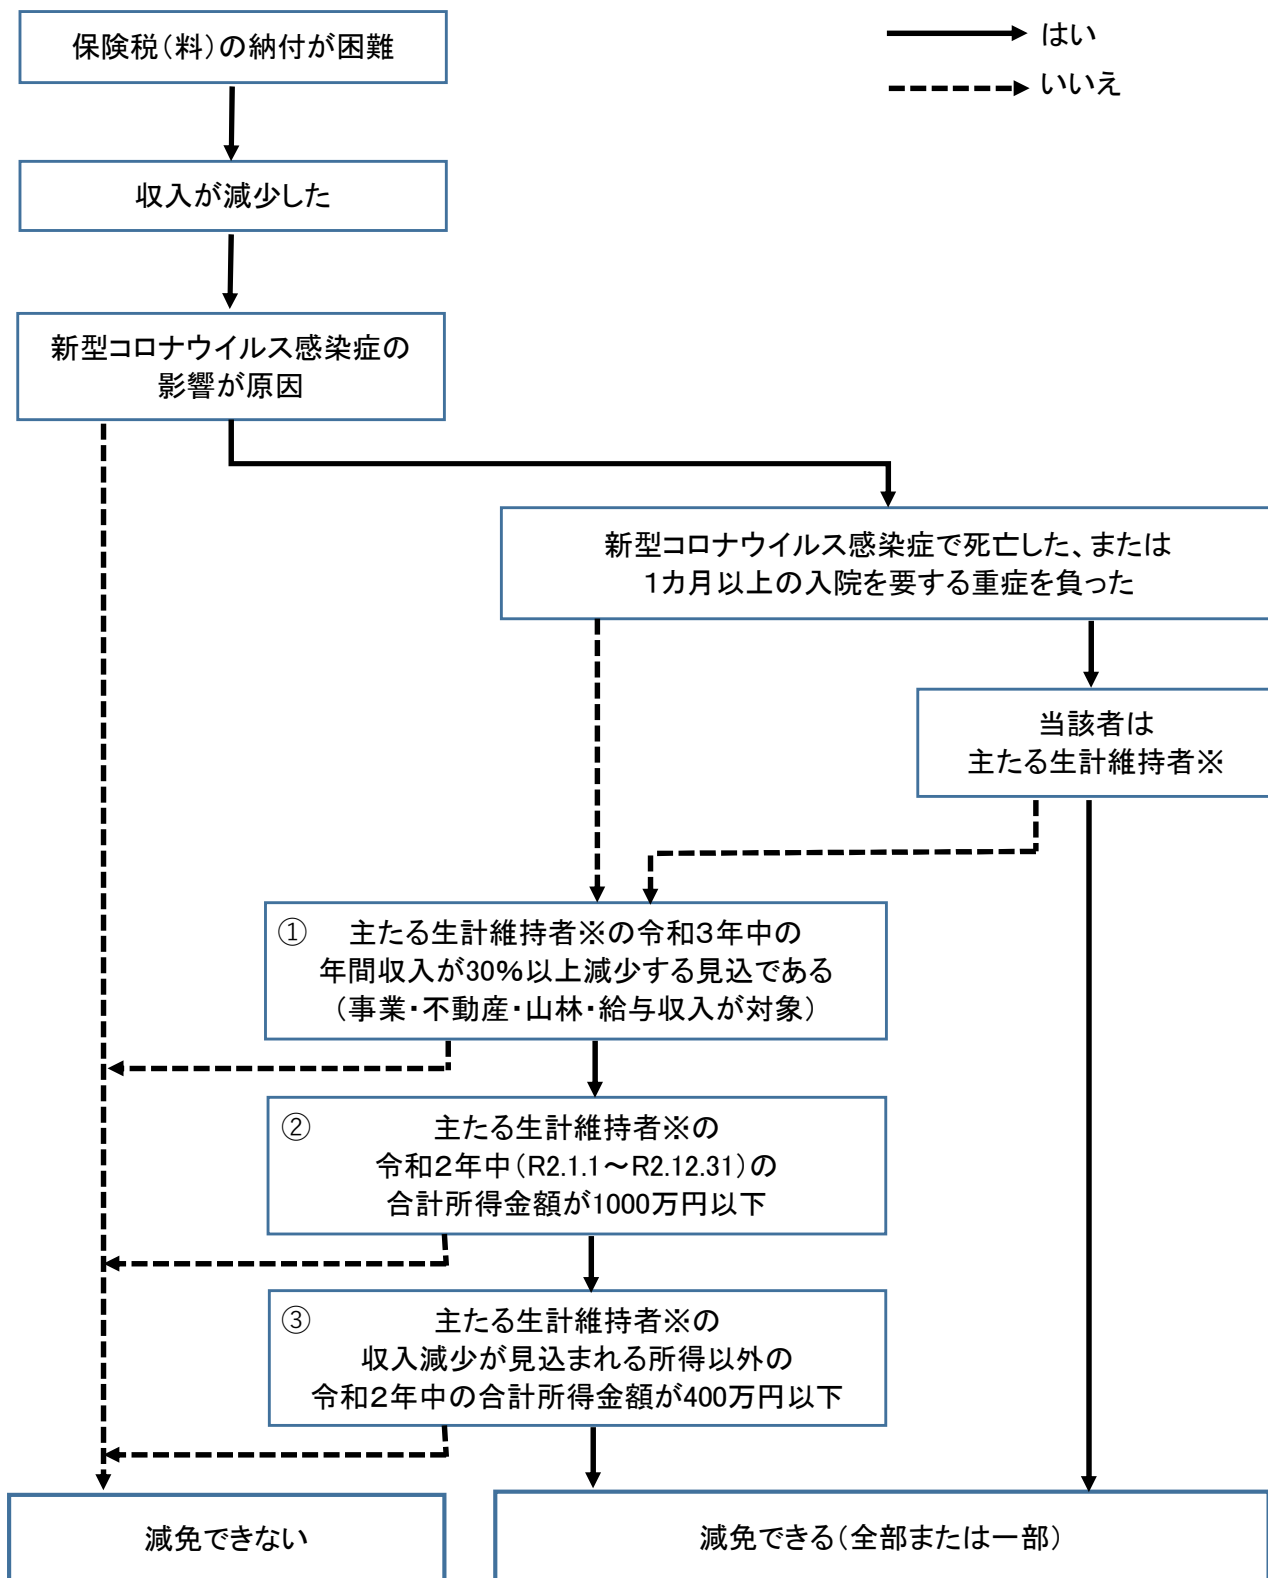 保険税（料）の納付が困難
はい
いいえ
収入が減少した
新型コロナウイルス感染症の
影響が原因
新型コロナウイルス感染症で死亡した、または
１カ月以上の入院を要する重症を負った
当該者は
主たる生計維持者※
① 主たる生計維持者※の令和３年中の
年間収入が30%以上減少する見込である
（事業・不動産・山林・給与収入が対象）
② 主たる生計維持者※の
令和２年中（R2.1.1～R2.12.31）の
合計所得金額が1000万円以下
③ 主たる生計維持者※の
収入減少が見込まれる所得以外の
令和２年中の合計所得金額が400万円以下
減免できない
減免できる（全部または一部）